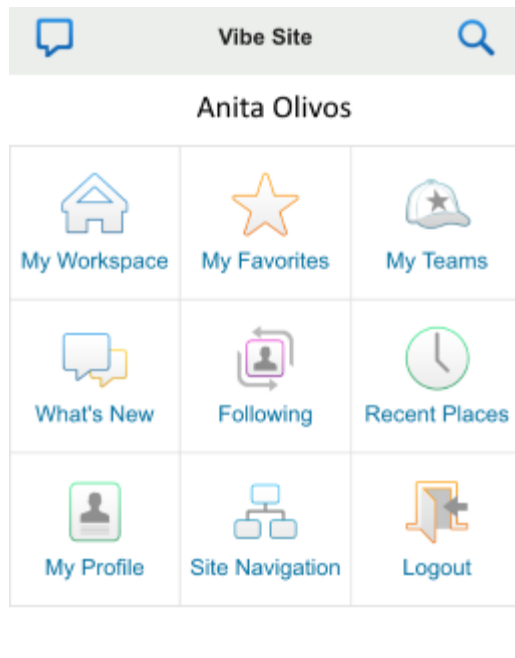 Vibe Site
Anita Olivos
My Workspace
My Favorites
My Teams
What's New
Following
Recent Places
My Profile
Site Navigation
Logout